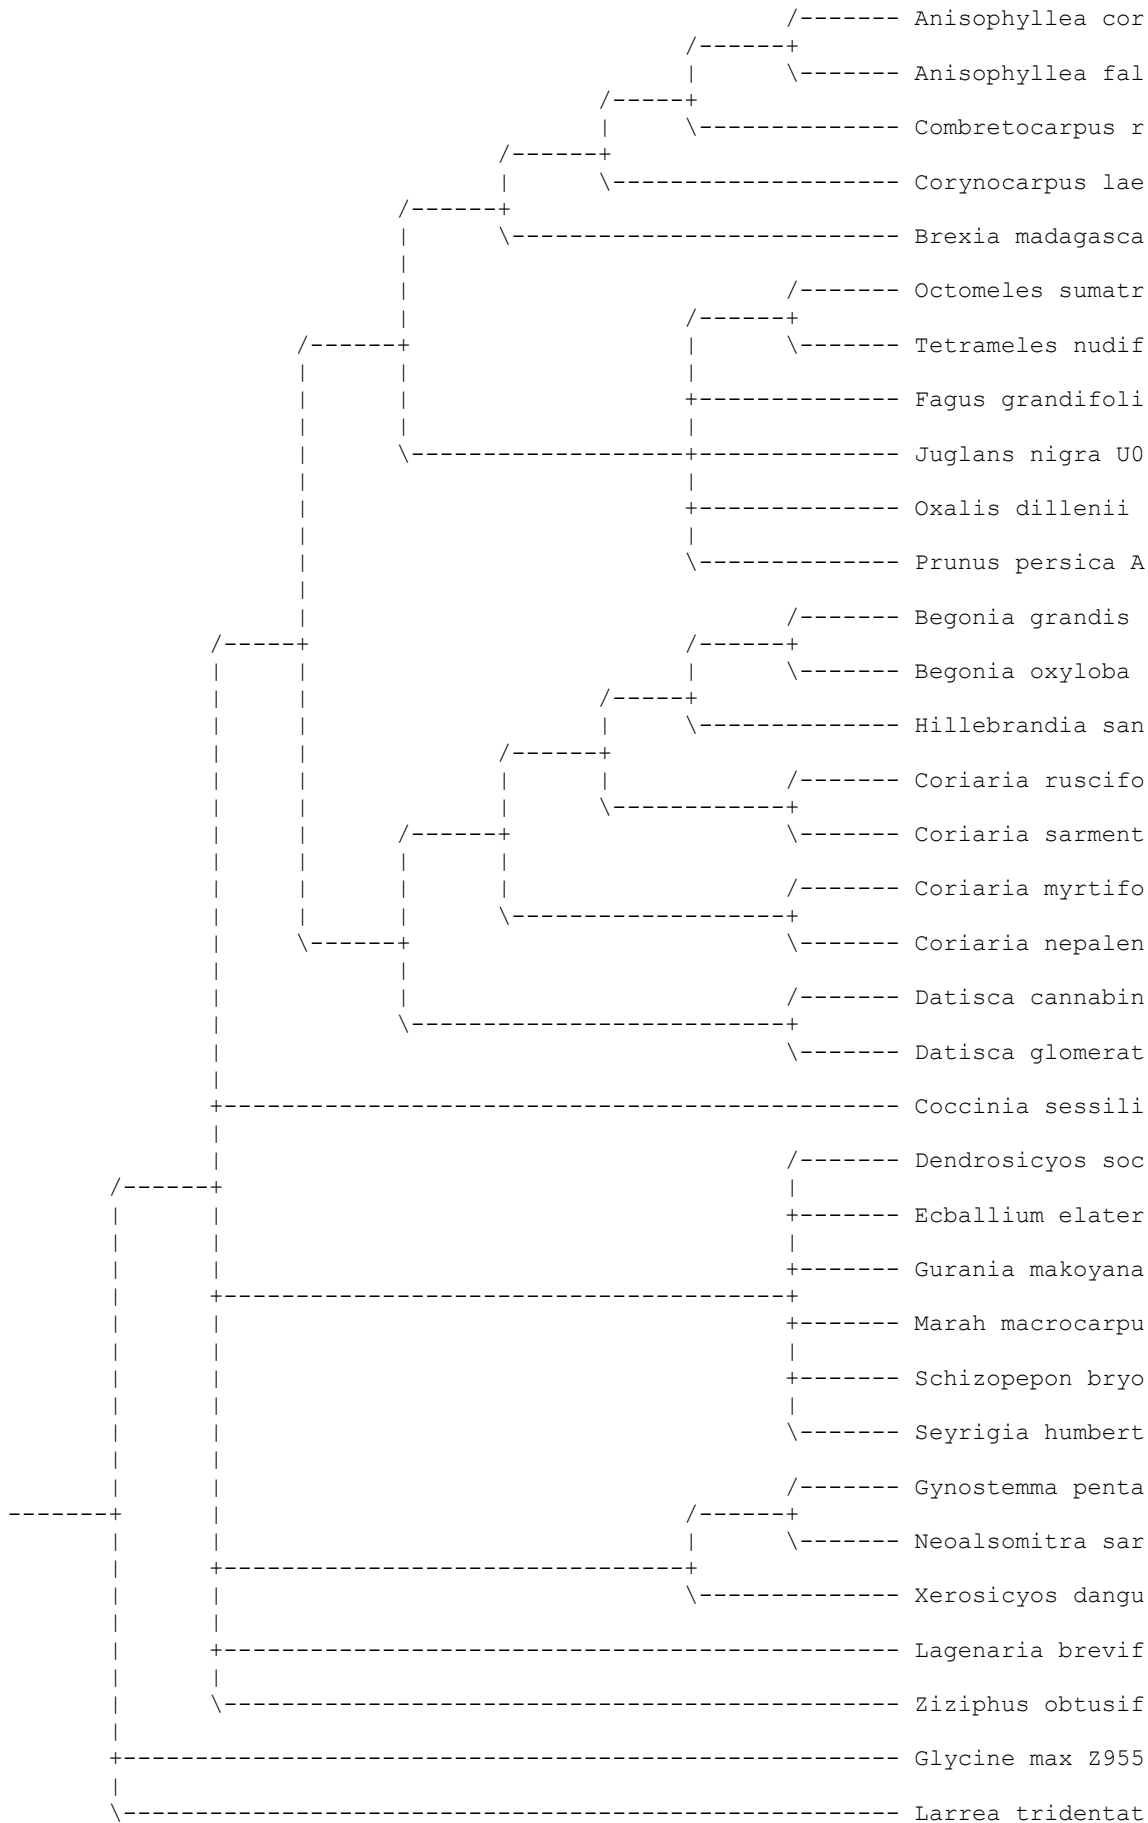 Anisophyllea cor
Anisophyllea fal
Combretocarpus r
Corynocarpus lae
Brexia madagasca
Octomeles sumatr
Tetrameles nudif
Fagus grandifoli
Juglans nigra U0
Oxalis dillenii
Prunus persica A
Begonia grandis
Begonia oxyloba
Hillebrandia san
Coriaria ruscifo
Coriaria sarment
Coriaria myrtifo
Coriaria nepalen
Datisca cannabin
Datisca glomerat
Coccinia sessili
Dendrosicyos soc
Ecballium elater
Gurania makoyana
Marah macrocarpu
Schizopepon bryo
Seyrigia humbert
Gynostemma penta
Neoalsomitra sar
Xerosicyos dangu
Lagenaria brevif
Ziziphus obtusif
Glycine max Z955
Larrea tridentat